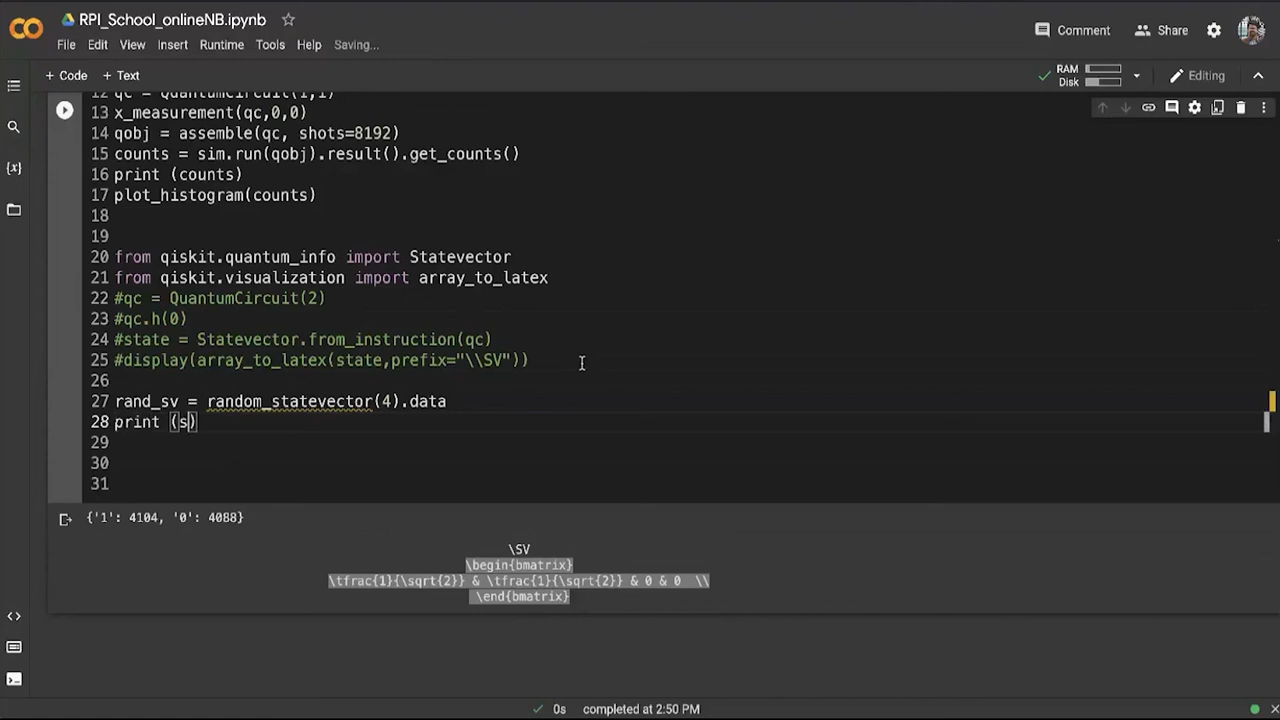 RPI_School_onlineNB.ipynb
File Edit View Insert Runtime Tools Help Saving...
Comment Share
+ Code + Text
RAM
Disk
Editing
12 qc = QuantumCircuit(1,1)
13 x_measurement(qc,0,0)
14 qobj = assemble(qc, shots=8192)
15 counts = sim.run(qobj).result().get_counts()
16 print (counts)
17 plot_histogram(counts)
18
19
20 from qiskit.quantum_info import Statevector
21 from qiskit.visualization import array_to_latex
22 #qc = QuantumCircuit(2)
23 #qc.h(0)
24 #state = Statevector.from_instruction(qc)
25 #display(array_to_latex(state,prefix="\\SV"))
26
27 rand_sv = random_statevector(4).data
28 print (s)
29
30
31
{'1': 4104, '0': 4088}
\SV
\begin{bmatrix}
\tfrac{1}{\sqrt{2}} & \tfrac{1}{\sqrt{2}} & 0 & 0 \\
\end{bmatrix}
0s completed at 2:50 PM